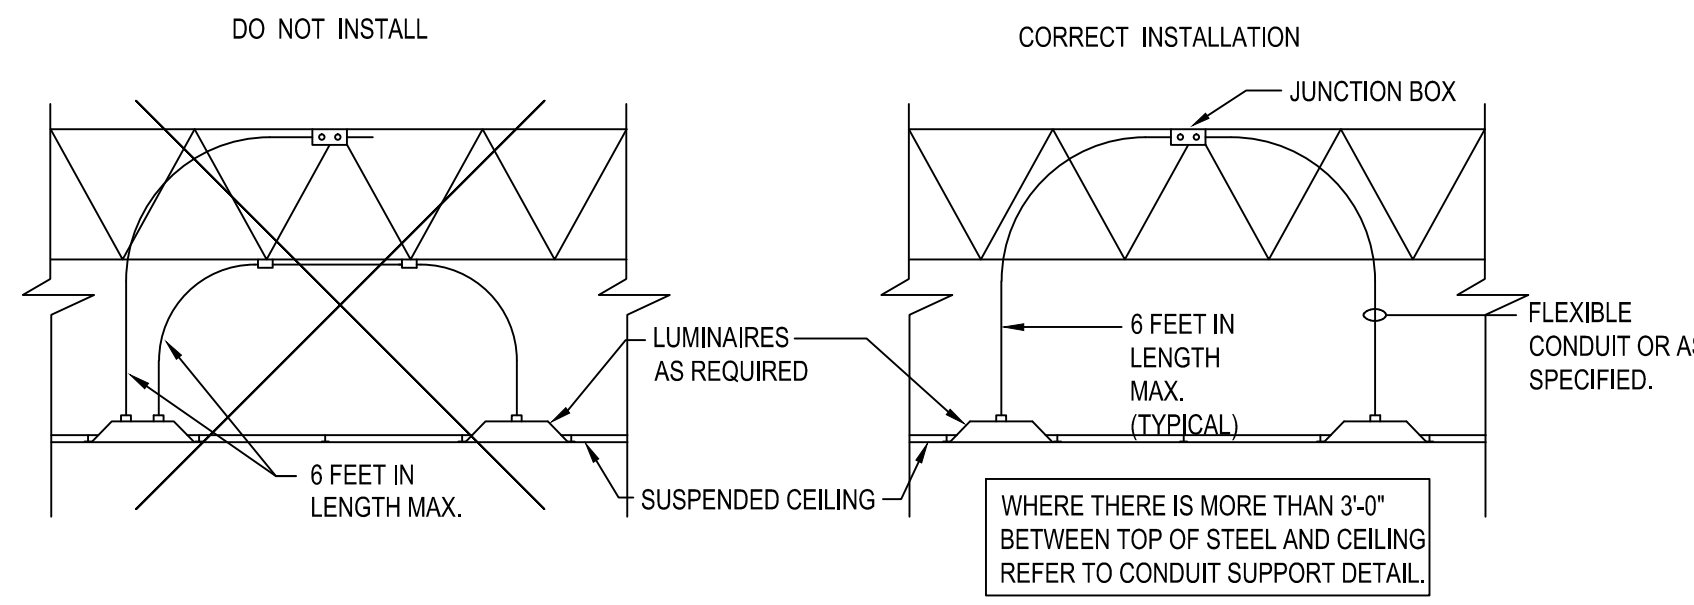 DO NOT INSTALL
CORRECT INSTALLATION
JUNCTION BOX
LUMINAIRES
AS REQUIRED
6 FEET IN
LENGTH
MAX.
(TYPICAL)
FLEXIBLE
CONDUIT OR AS
SPECIFIED.
6 FEET IN
LENGTH MAX.
SUSPENDED CEILING
WHERE THERE IS MORE THAN 3'-0"
BETWEEN TOP OF STEEL AND CEILING
REFER TO CONDUIT SUPPORT DETAIL.